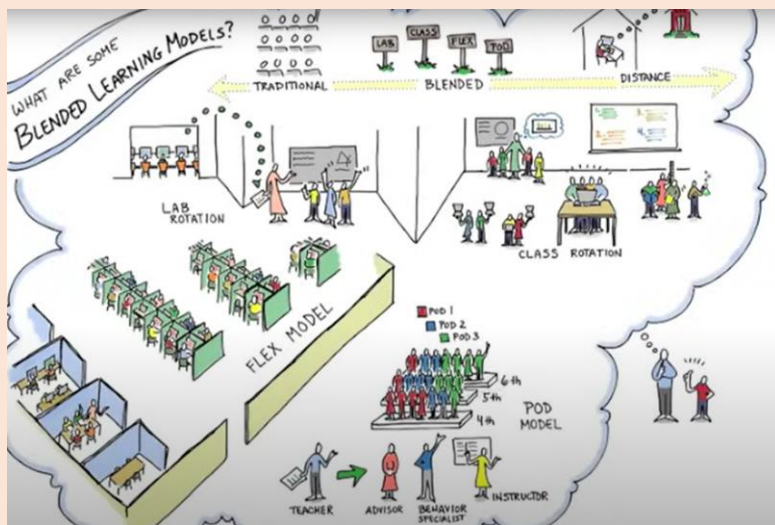 WHAT ARE SOME
BLENDED LEARNING MODELS?
LAB
CLASS
FLEX
POD
TRADITIONAL
BLENDED
DISTANCE
LAB
ROTATION
CLASS ROTATION
FLEX MODEL
POD 1
POD 2
POD 3
6th
5th
4th
POD
MODEL
TEACHER
ADVISOR
BEHAVIOR
SPECIALIST
INSTRUCTOR